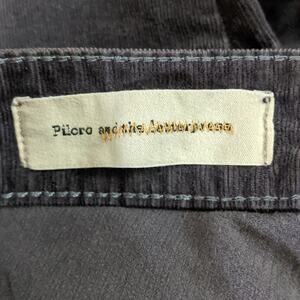 Pilcro and the letterpress